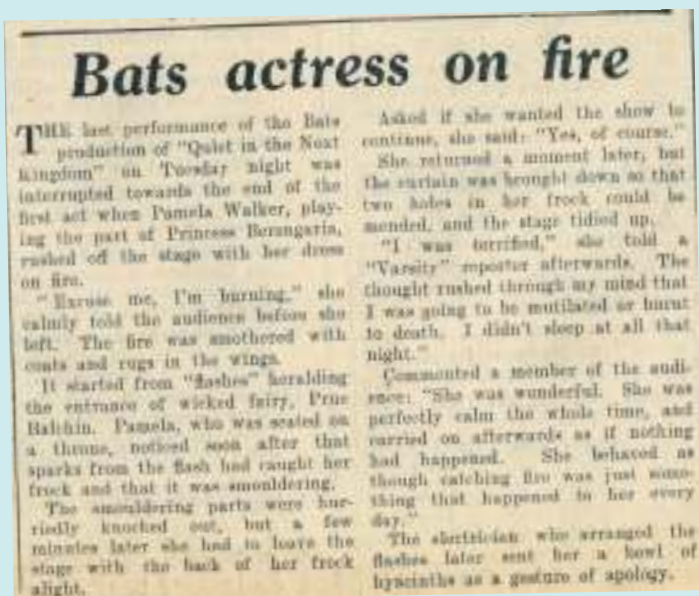 Bats actress on fire
THE last performance of the Bats
production of "Quiet in the Next
Kingdom" on Tuesday night was
interrupted towards the end of the
first act when Pamela Walker, play-
ing the part of Princess Berangaria,
rushed off the stage with her dress
on fire.
"Excuse me, I'm burning," she
calmly told the audience before she
left. The fire was smothered with
coats and rugs in the wings.
It started from "flashes" heralding
the entrance of wicked fairy, Prue
Balchin. Pamela, who was seated on
a throne, noticed soon after that
sparks from the flash had caught her
frock and that it was smouldering.
The smouldering parts were hur-
riedly knocked out, but a few
minutes later she had to leave the
stage with the back of her frock
alight.
Asked if she wanted the show to
continue, she said: "Yes, of course."
She returned a moment later, but
the curtain was brought down so that
two holes in her frock could be
mended, and the stage tidied up.
"I was terrified," she told a
"Varsity" reporter afterwards. The
thought rushed through my mind that
I was going to be mutilated or burnt
to death. I didn't sleep at all that
night."
Commented a member of the audi-
ence: "She was wonderful. She was
perfectly calm the whole time, and
carried on afterwards as if nothing
had happened. She behaved as
though catching fire was just some-
thing that happened to her every
day."
The electrician who arranged the
flashes later sent her a bowl of
hyacinths as a gesture of apology.